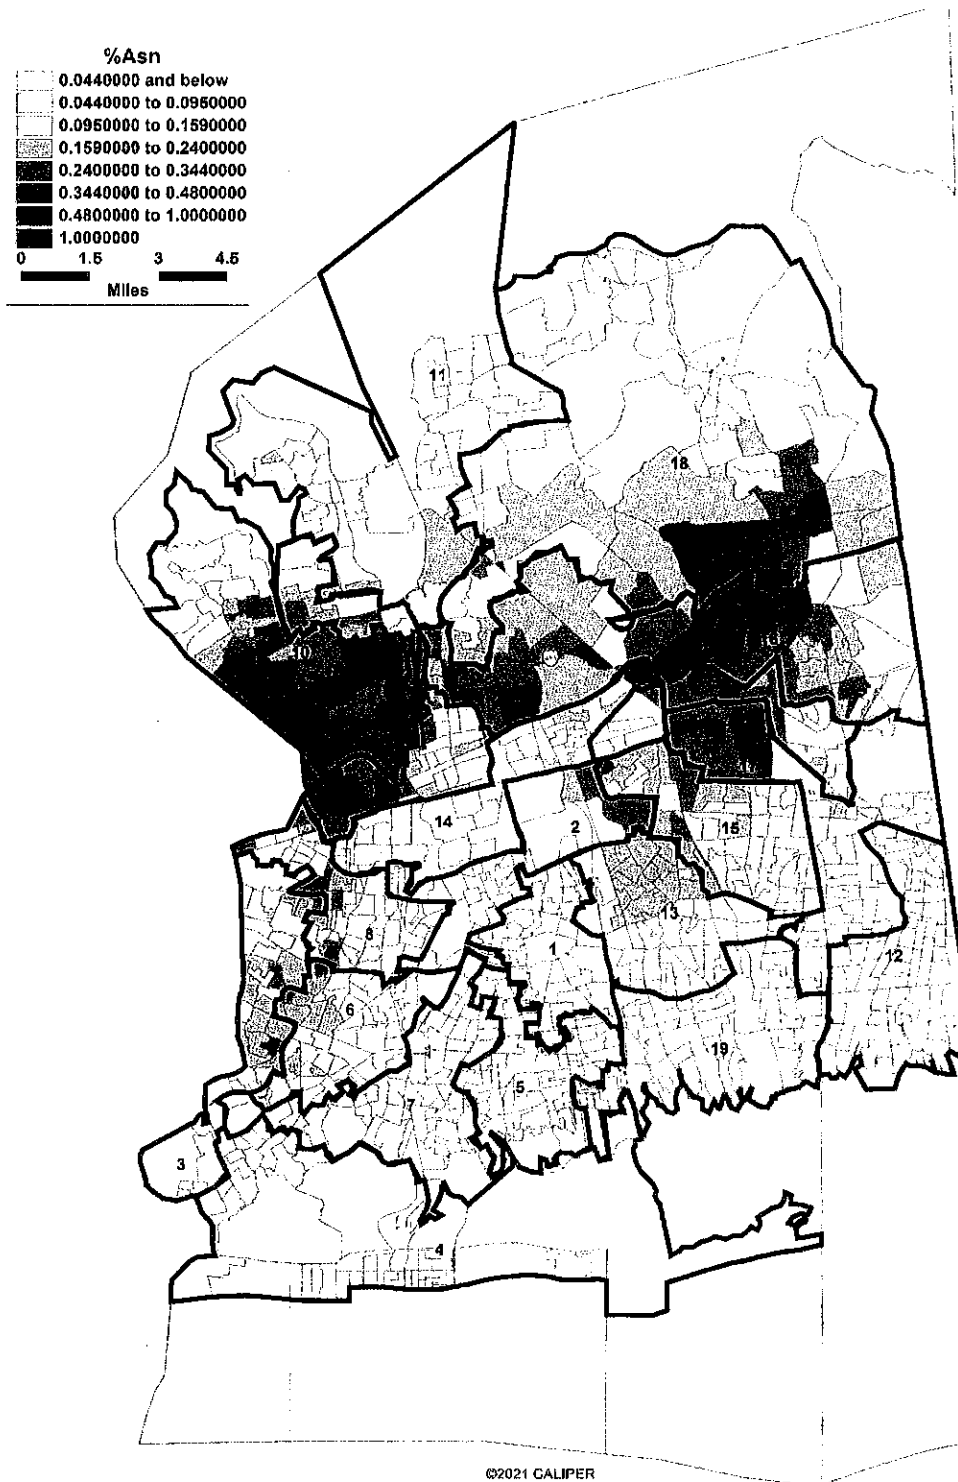 %Asn
0.0440000 and below
0.0440000 to 0.0950000
0.0950000 to 0.1590000
0.1590000 to 0.2400000
0.2400000 to 0.3440000
0.3440000 to 0.4800000
0.4800000 to 1.0000000
1.0000000
0 1.5 3 4.5
Miles
11
18
10
14
2
15
8
13
1
12
6
19
5
7
3
4
©2021 CALIPER